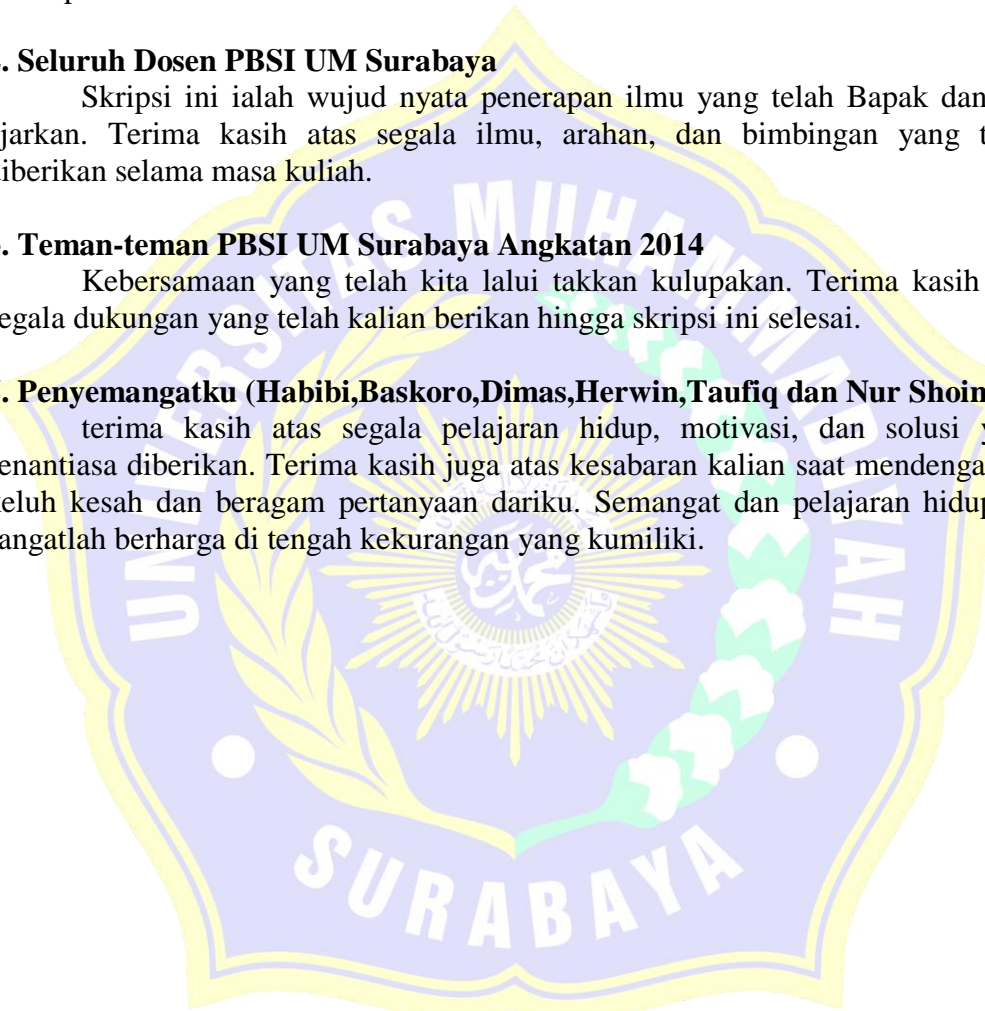 . Seluruh Dosen PBSI UM Surabaya
Skripsi ini ialah wujud nyata penerapan ilmu yang telah Bapak dan
jarkan. Terima kasih atas segala ilmu, arahan, dan bimbingan yang t
diberikan selama masa kuliah.
. Teman-teman PBSI UM Surabaya Angkatan 2014
Kebersamaan yang telah kita lalui takkan kulupakan. Terima kasih
egala dukungan yang telah kalian berikan hingga skripsi ini selesai.
. Penyemangatku (Habibi,Baskoro,Dimas,Herwin,Taufiq dan Nur Shoin
terima kasih atas segala pelajaran hidup, motivasi, dan solusi y
enantiasa diberikan. Terima kasih juga atas kesabaran kalian saat mendenga
keluh kesah dan beragam pertanyaan dariku. Semangat dan pelajaran hidup
angatlah berharga di tengah kekurangan yang kumiliki.
UNIVERSITAS MUHAMMADIYAH
SURABAYA